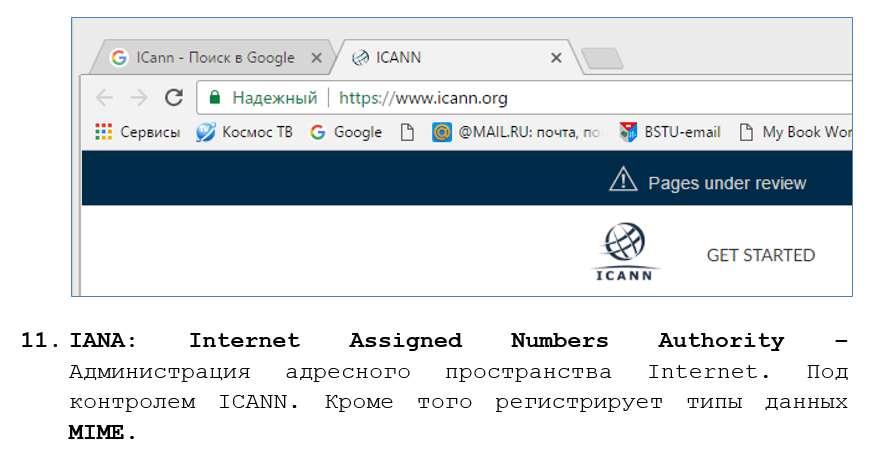 ICann - Поиск в Google ICANN
Надежный https://www.icann.org
Сервисы Космос ТВ Google @MAIL.RU: почта, по BSTU-email My Book Wor
Pages under review
ICANN GET STARTED
11. IANA: Internet Assigned Numbers Authority –
Администрация адресного пространства Internet. Под
контролем ICANN. Кроме того регистрирует типы данных
MIME.